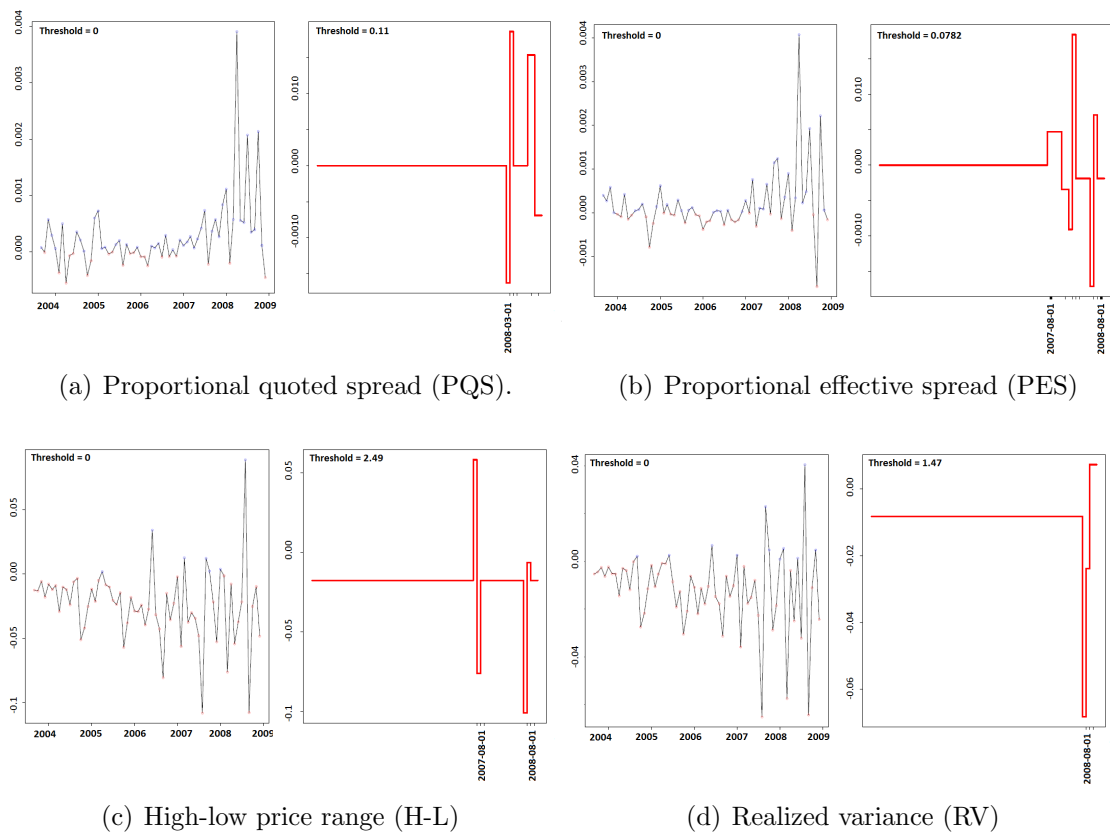 Threshold = 0
0.004
0.003
0.002
0.001
0.000
2004 2005 2006 2007 2008 2009
Threshold = 0.11
0.010
0.000
-0.0010
2008-03-01
(a) Proportional quoted spread (PQS).
Threshold = 0
0.004
0.003
0.002
0.001
0.000
-0.001
2004 2005 2006 2007 2008 2009
Threshold = 0.0782
0.010
0.000
-0.0010
2007-08-01
2008-08-01
(b) Proportional effective spread (PES)
Threshold = 0
0.05
0.00
-0.05
-0.1
2004 2005 2006 2007 2008 2009
Threshold = 2.49
0.05
0.00
-0.05
-0.1
2007-08-01
2008-08-01
(c) High-low price range (H-L)
Threshold = 0
0.04
0.00
-0.04
2004 2005 2006 2007 2008 2009
Threshold = 1.47
0.00
-0.02
-0.04
-0.06
2008-08-01
(d) Realized variance (RV)